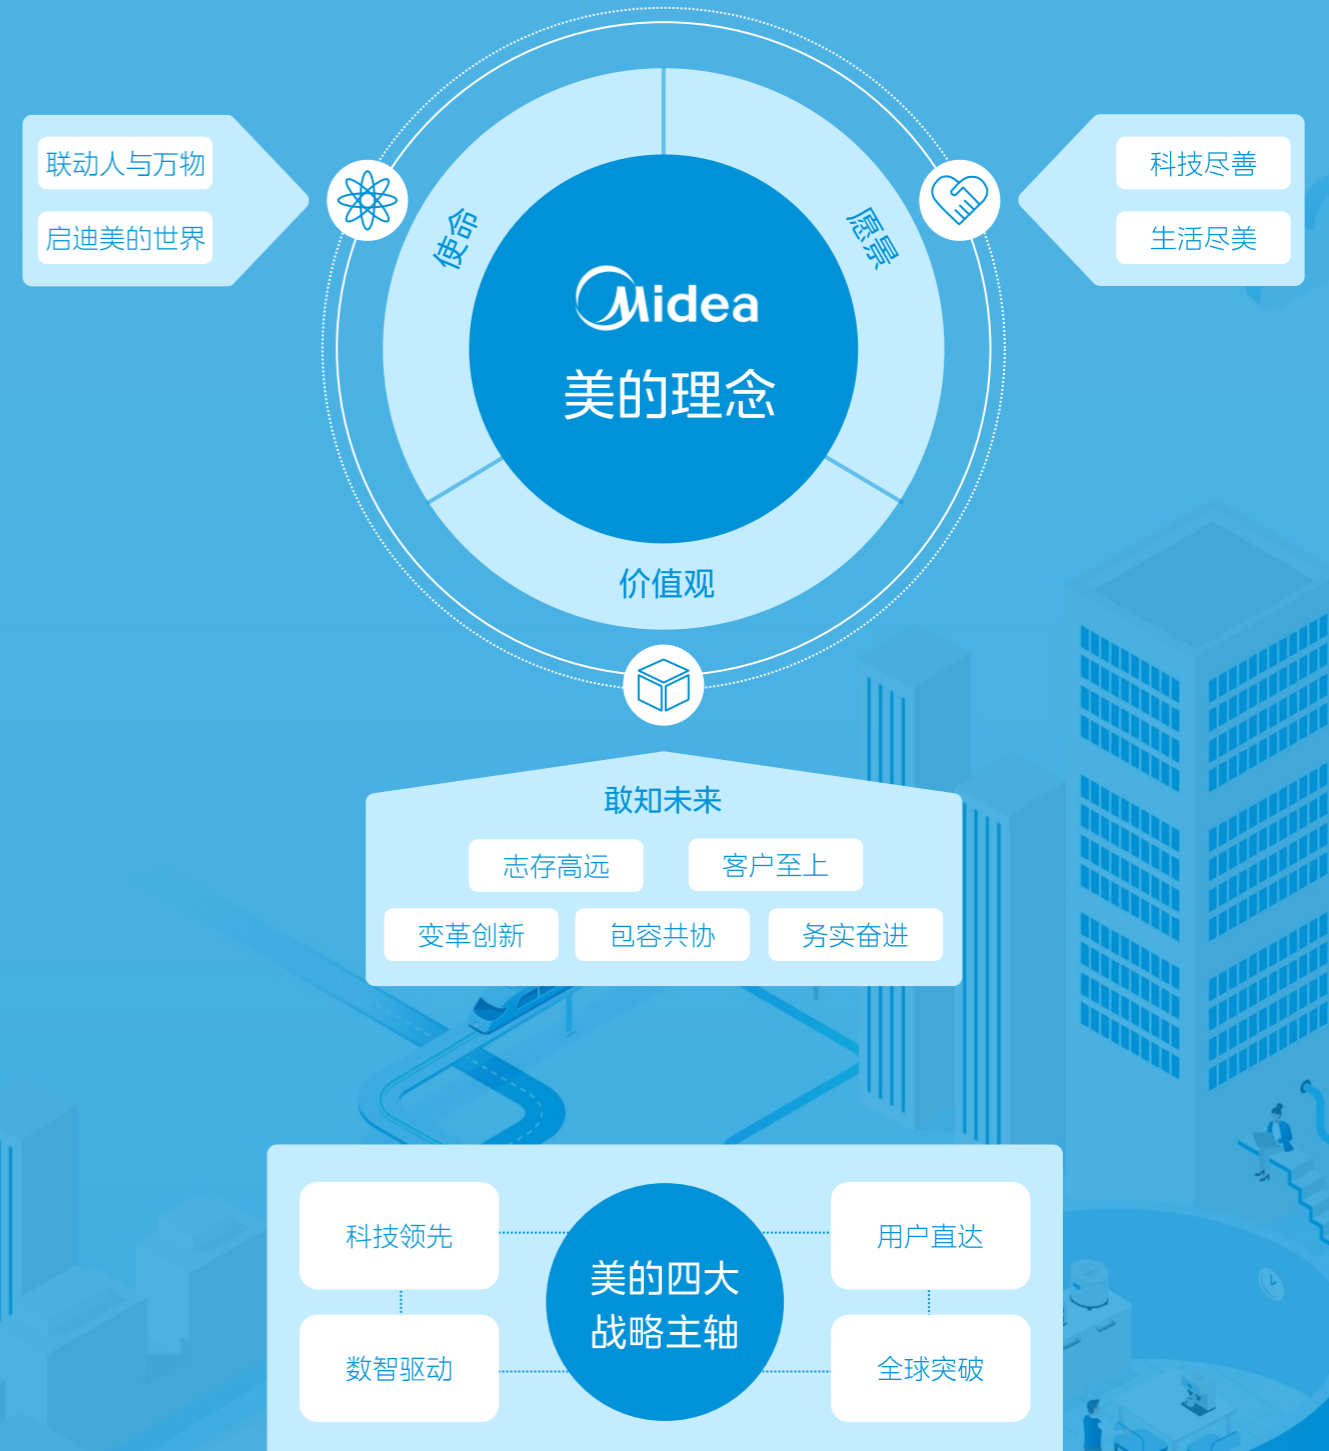 联动人与万物
启迪美的世界
使命
愿景
科技尽善
生活尽美
Midea
美的理念
价值观
敢知未来
志存高远
客户至上
变革创新
包容共协
务实奋进
科技领先
用户直达
美的四大
战略主轴
数智驱动
全球突破